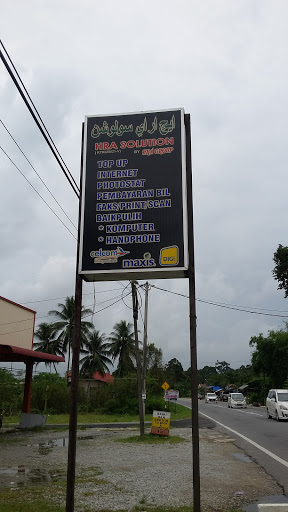 ايچ ار اي سولوشن
HRA SOLUTION
BY
TOP UP
INTERNET
PHOTOSTAT
PEMBAYARAN BIL
FAKS/PRINT/SCAN
BAIKPULIH
* KOMPUTER
* HANDPHONE
celcom
maxis
DiGi